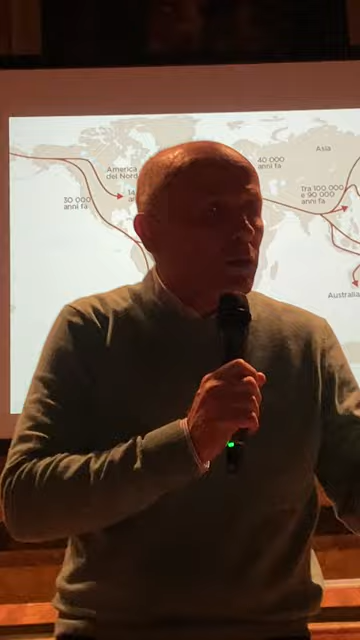 America
del Nord
30 000
anni fa
40 000
anni fa
Asia
Tra 100 000
e 90 000
anni fa
Australia